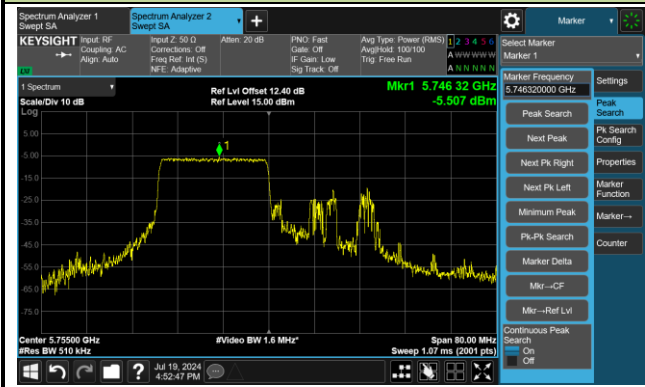 Spectrum Analyzer 1
Swept SA
Spectrum Analyzer 2
Swept SA
Marker
KEYSIGHT
LXI
Input: RF
Coupling: AC
Align: Auto
Input Z: 50 Ω
Corrections: Off
Freq Ref: Int (S)
NFE: Adaptive
Atten: 20 dB
PNO: Fast
Gate: Off
IF Gain: Low
Sig Track: Off
Avg Type: Power (RMS)
Avg|Hold: 100/100
Trig: Free Run
1 2 3 4 5 6
A W W W W W
A N N N N N
Select Marker
Marker 1
1 Spectrum
Scale/Div 10 dB
Log
Ref Lvl Offset 12.40 dB
Ref Level 15.00 dBm
Mkr1 5.746 32 GHz
-5.507 dBm
5.00
-5.00
-15.0
-25.0
-35.0
-45.0
-55.0
-65.0
-75.0
1
Center 5.75500 GHz
#Res BW 510 kHz
#Video BW 1.6 MHz*
Span 80.00 MHz
Sweep 1.07 ms (2001 pts)
Marker Frequency
5.746320000 GHz
Peak Search
Next Peak
Next Pk Right
Next Pk Left
Minimum Peak
Pk-Pk Search
Marker Delta
Mkr→CF
Mkr→Ref Lvl
Continuous Peak
Search
On
Off
Settings
Peak
Search
Pk Search
Config
Properties
Marker
Function
Marker→
Counter
?
Jul 19, 2024
4:52:47 PM